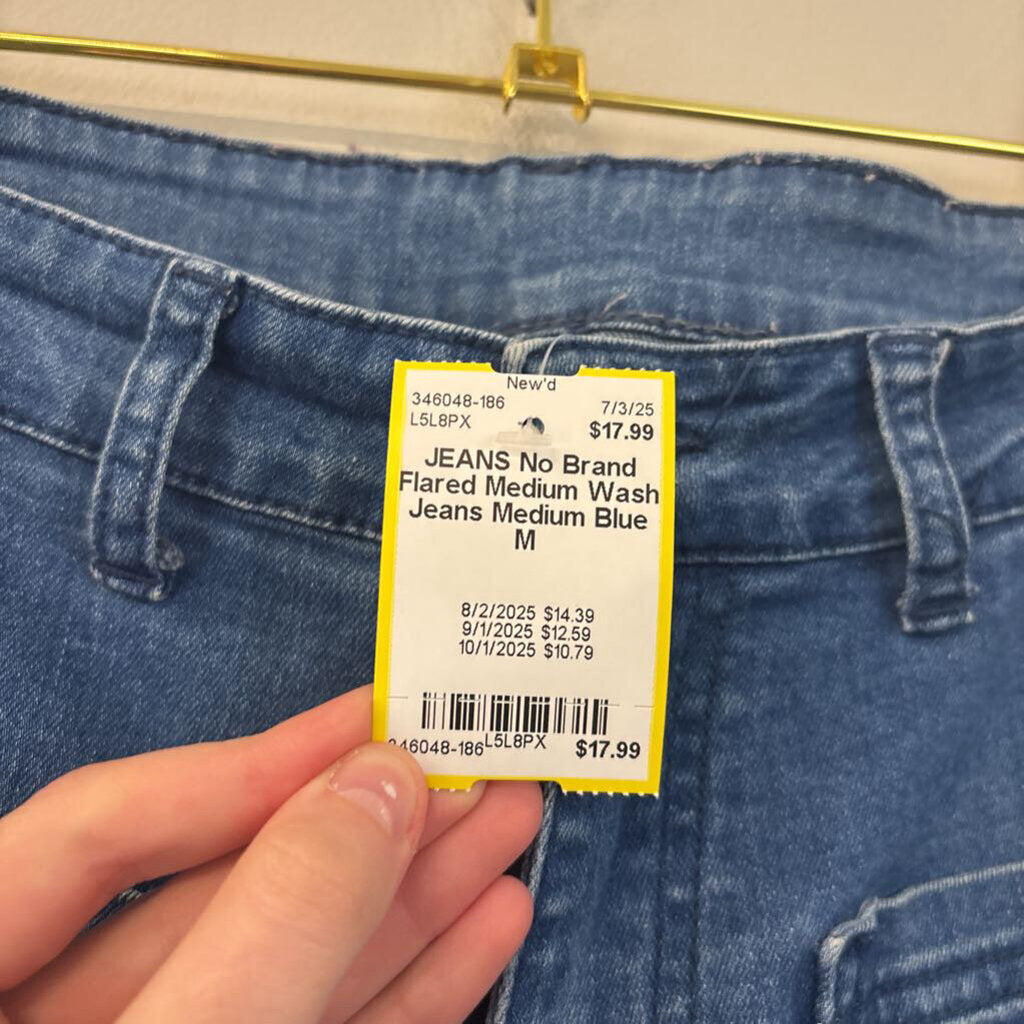 New'd
346048-186 7/3/25
L5L8PX $17.99
JEANS No Brand
Flared Medium Wash
Jeans Medium Blue
M
8/2/2025 $14.39
9/1/2025 $12.59
10/1/2025 $10.79
346048-186 L5L8PX $17.99